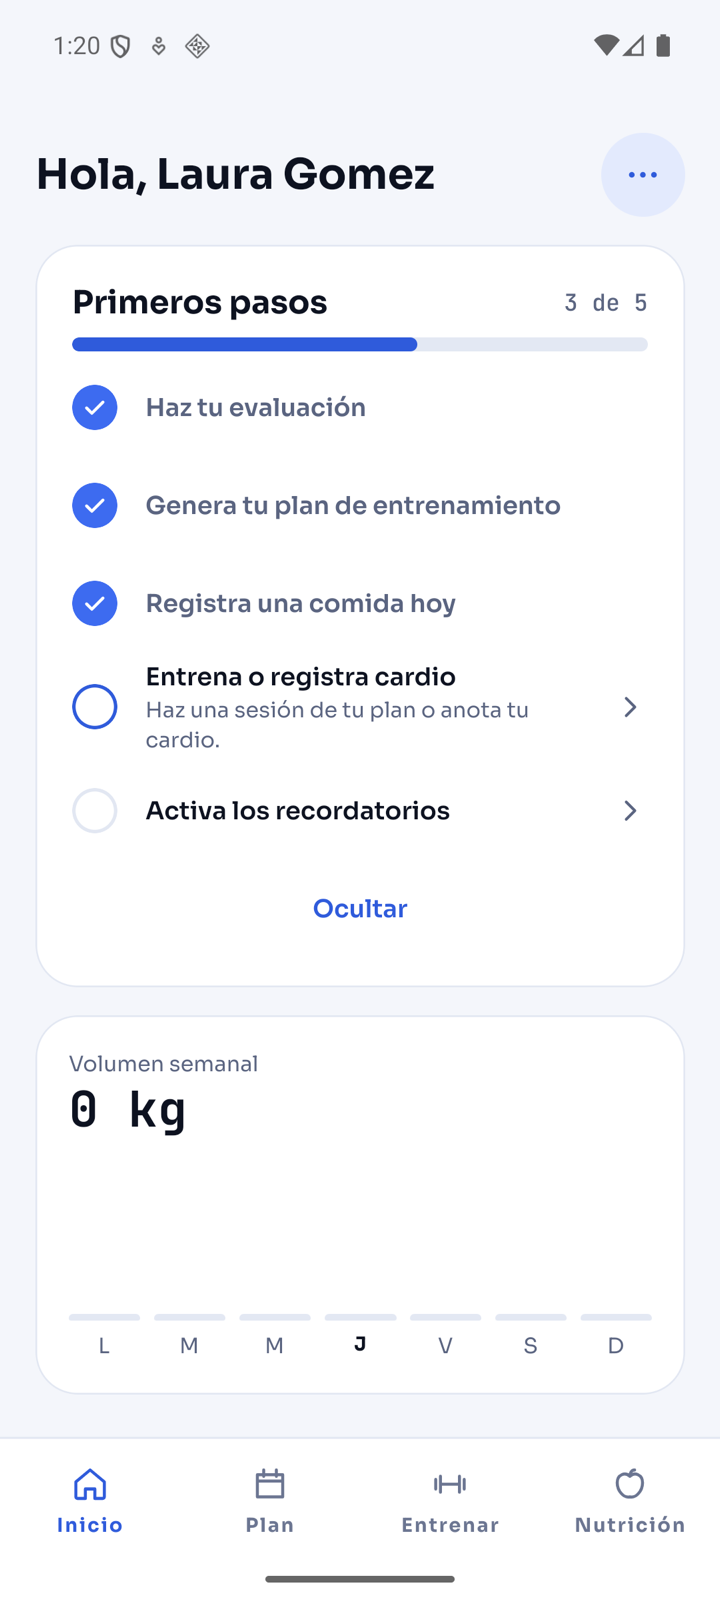 1:20
Hola, Laura Gomez
Primeros pasos
3 de 5
Haz tu evaluación
Genera tu plan de entrenamiento
Registra una comida hoy
Entrena o registra cardio
Haz una sesión de tu plan o anota tu
cardio.
Activa los recordatorios
Ocultar
Volumen semanal
0 kg
L M M J V S D
Inicio Plan Entrenar Nutrición